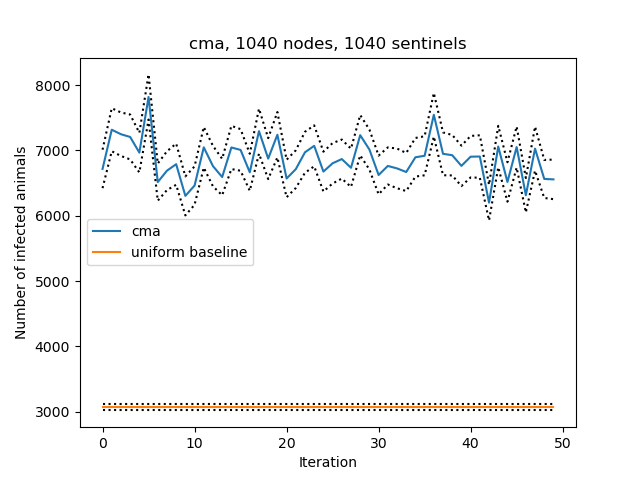 cma, 1040 nodes, 1040 sentinels
Number of infected animals
8000
7000
6000
5000
4000
3000
cma
uniform baseline
0 10 20 30 40 50
Iteration